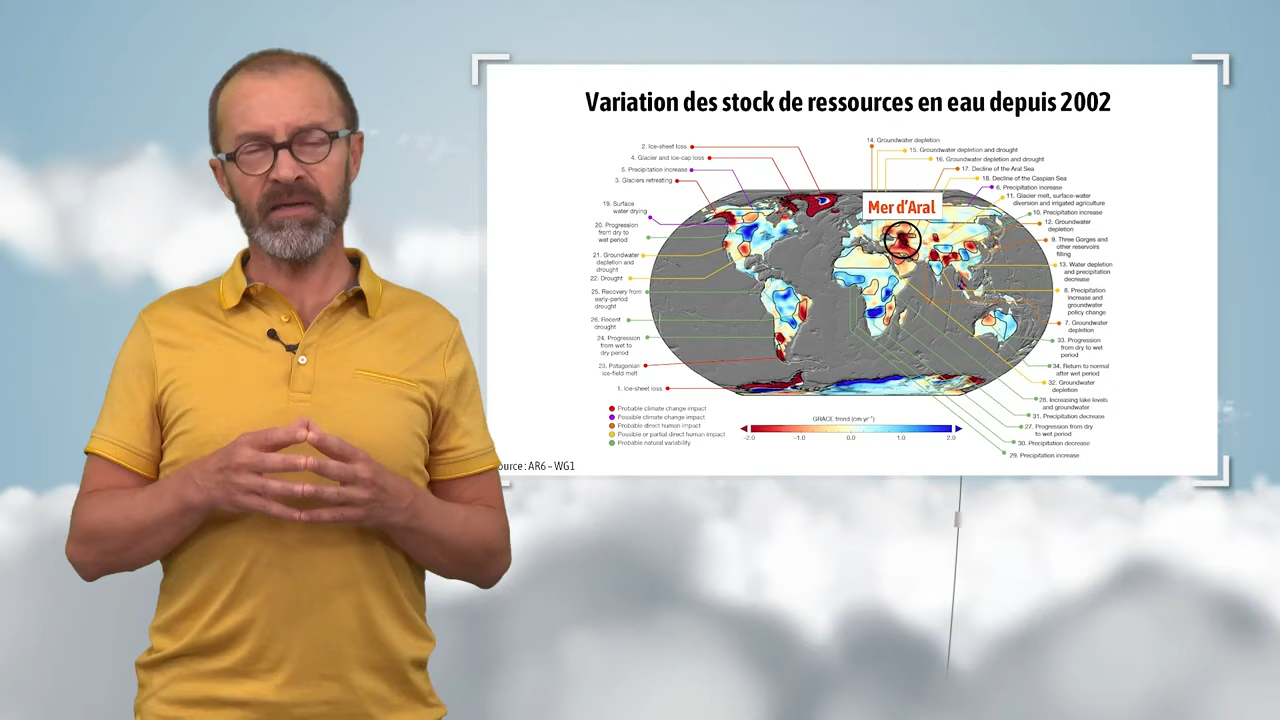 Variation des stock de ressources en eau depuis 2002
2. Ice-sheet loss
4. Glacier and ice-cap loss
5. Precipitation increase
3. Glaciers retreating
19. Surface
water drying
20. Progression
from dry to
wet period
21. Groundwater
depletion and
drought
22. Drought
25. Recovery from
early-period
drought
26. Recent
drought
24. Progression
from wet to
dry period
23. Patagonian
ice-field melt
1. Ice-sheet loss
14. Groundwater depletion
15. Groundwater depletion and drought
16. Groundwater depletion and drought
17. Decline of the Aral Sea
18. Decline of the Caspian Sea
6. Precipitation increase
11. Glacier melt, surface-water
diversion and irrigated agriculture
10. Precipitation increase
12. Groundwater
depletion
9. Three Gorges and
other reservoirs
filling
13. Water depletion
and precipitation
decrease
8. Precipitation
increase and
groundwater
policy change
7. Groundwater
depletion
33. Progression
from dry to wet
period
34. Return to normal
after wet period
32. Groundwater
depletion
28. Increasing lake levels
and groundwater
31. Precipitation decrease
27. Progression from dry
to wet period
30. Precipitation decrease
29. Precipitation increase
Mer d'Aral
Probable climate change impact
Possible climate change impact
Probable direct human impact
Possible or partial direct human impact
Probable natural variability
GRACE trend (cm yr⁻¹)
-2.0 -1.0 0.0 1.0 2.0
ource : AR6 – WG1